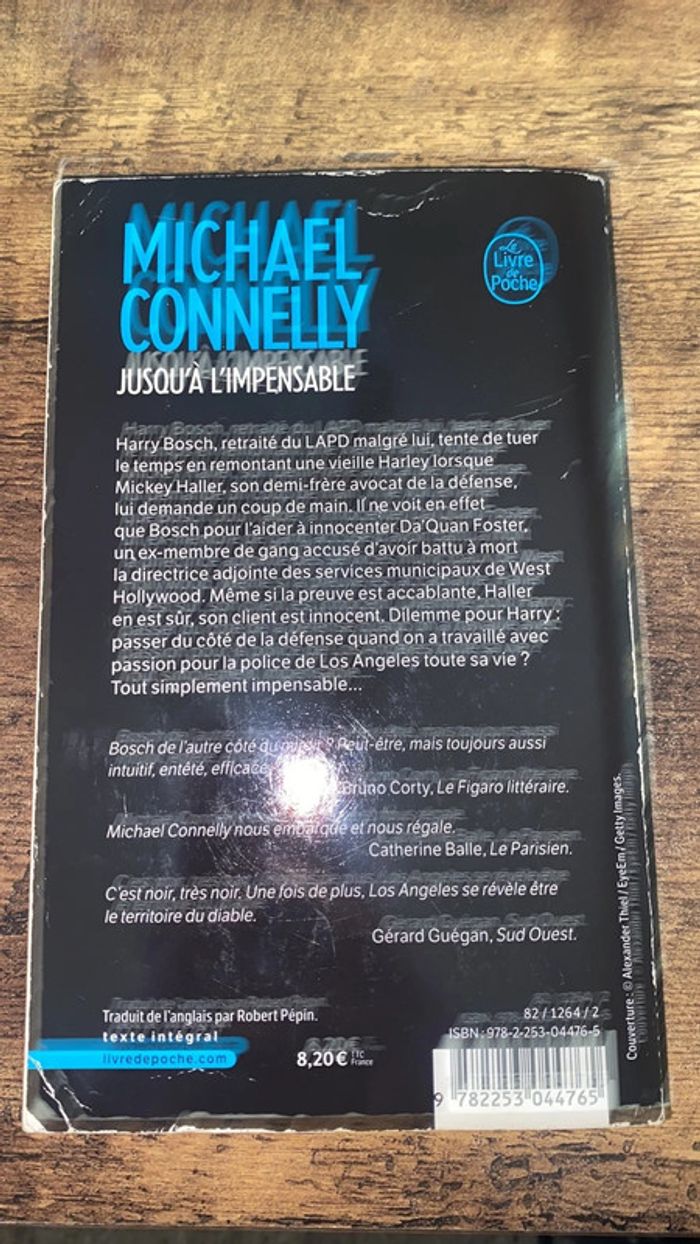 MICHAEL
CONNELLY
JUSQU'À L'IMPENSABLE
Le
Livre
de
Poche
Harry Bosch, retraité du LAPD malgré lui, tente de tuer
le temps en remontant une vieille Harley lorsque
Mickey Haller, son demi-frère avocat de la défense,
lui demande un coup de main. Il ne voit en effet
que Bosch pour l'aider à innocenter Da'Quan Foster,
un ex-membre de gang accusé d'avoir battu à mort
la directrice adjointe des services municipaux de West
Hollywood. Même si la preuve est accablante, Haller
en est sûr, son client est innocent. Dilemme pour Harry :
passer du côté de la défense quand on a travaillé avec
passion pour la police de Los Angeles toute sa vie ?
Tout simplement impensable...
Bosch de l'autre côté du ? Peut-être, mais toujours aussi
intuitif, entêté, efficace
Bruno Corty, Le Figaro littéraire.
Michael Connelly nous embarque et nous régale.
Catherine Balle, Le Parisien.
C'est noir, très noir. Une fois de plus, Los Angeles se révèle être
le territoire du diable.
Gérard Guégan, Sud Ouest.
Couverture : © Alexander Thiel / EyeEm / Getty Images.
Traduit de l'anglais par Robert Pépin.
texte intégral
livredepoche.com
8,20 € TTC
France
82 / 1264 / 2
ISBN : 978-2-253-04476-5
9 782253 044765